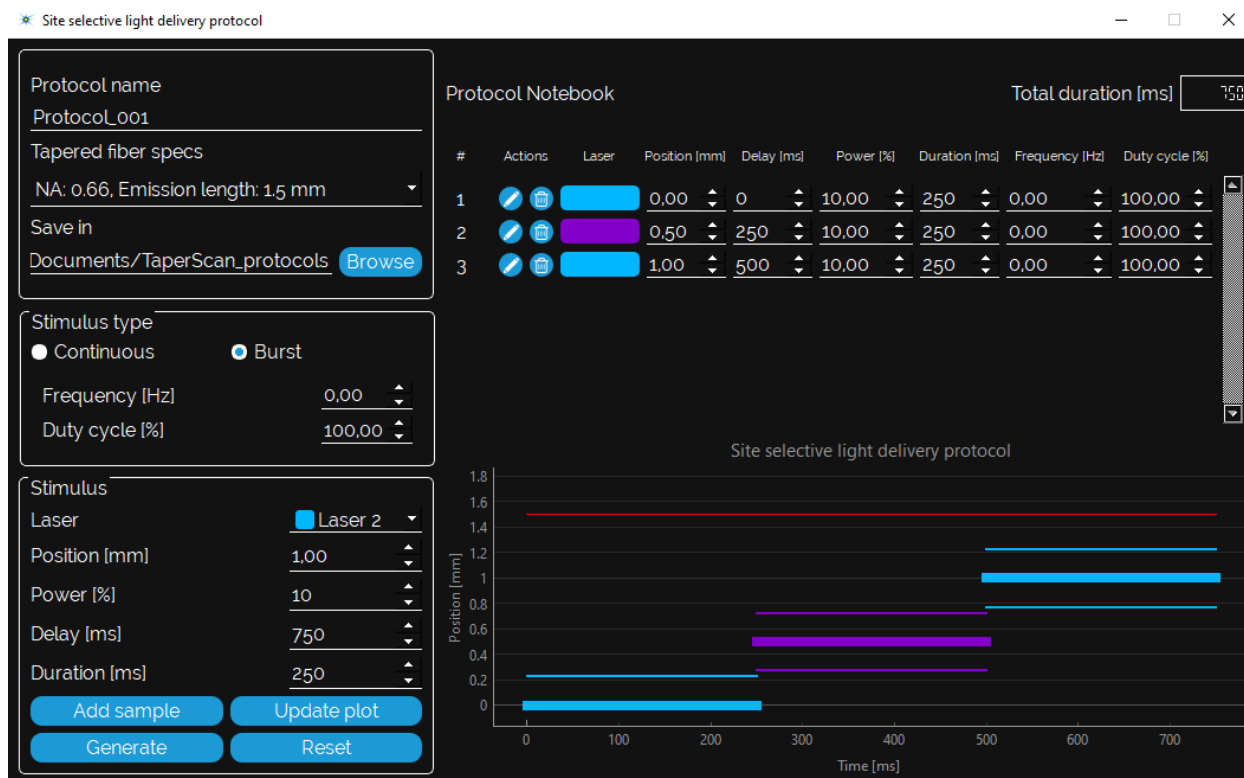 Site selective light delivery protocol
Protocol name
Protocol_001
Tapered fiber specs
NA: 0.66, Emission length: 1.5 mm
Save in
Documents/TaperScan_protocols Browse
Stimulus type
Continuous Burst
Frequency [Hz] 0,00
Duty cycle [%] 100,00
Stimulus
Laser Laser 2
Position [mm] 1,00
Power [%] 10
Delay [ms] 750
Duration [ms] 250
Add sample Update plot
Generate Reset
Protocol Notebook Total duration [ms] 750
# Actions Laser Position [mm] Delay [ms] Power [%] Duration [ms] Frequency [Hz] Duty cycle [%]
1 0,00 0 10,00 250 0,00 100,00
2 0,50 250 10,00 250 0,00 100,00
3 1,00 500 10,00 250 0,00 100,00
Site selective light delivery protocol
Position [mm]
1.8
1.6
1.4
1.2
1
0.8
0.6
0.4
0.2
0
0 100 200 300 400 500 600 700
Time [ms]